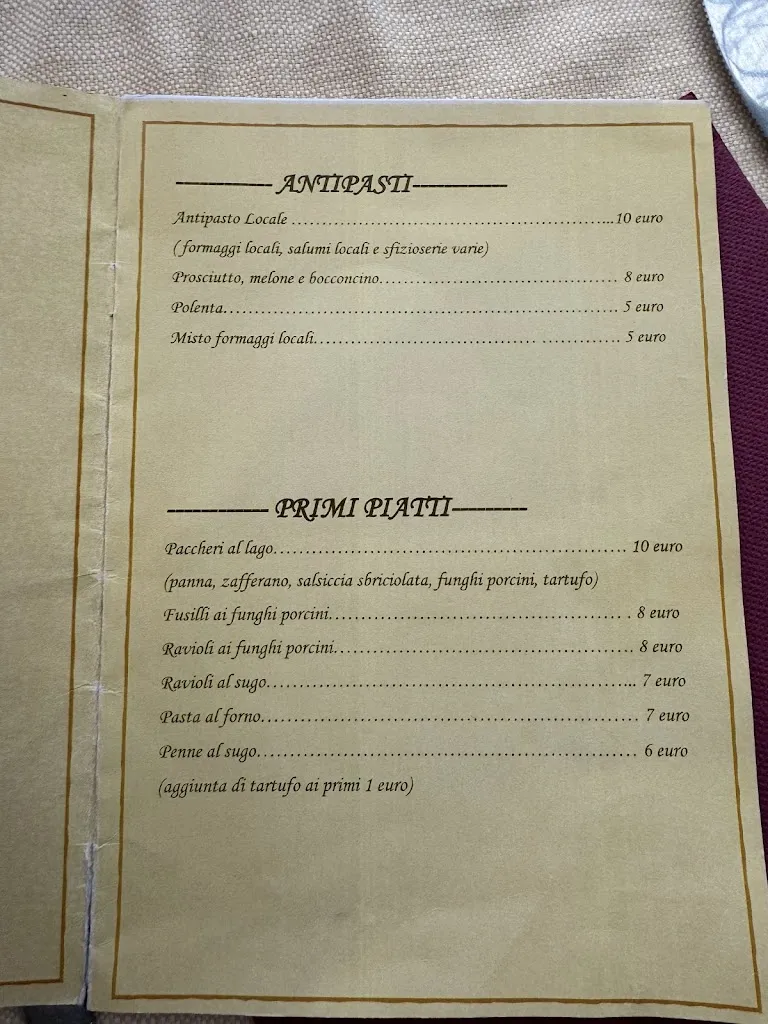 ---------- ANTIPASTI----------
Antipasto Locale ……………………………………………...10 euro
( formaggi locali, salumi locali e sfizioserie varie)
Prosciutto, melone e bocconcino………………………………… 8 euro
Polenta……………………………………………………………. 5 euro
Misto formaggi locali……………………………… …………. 5 euro
---------- PRIMI PIATTI--------
Paccheri al lago……………………………………………………… 10 euro
(panna, zafferano, salsiccia sbriciolata, funghi porcini, tartufo)
Fusilli ai funghi porcini……………………………………… . 8 euro
Ravioli ai funghi porcini………………………………………. 8 euro
Ravioli al sugo……………………………………………………... 7 euro
Pasta al forno……………………………………………………… 7 euro
Penne al sugo……………………………………………………… 6 euro
(aggiunta di tartufo ai primi 1 euro)